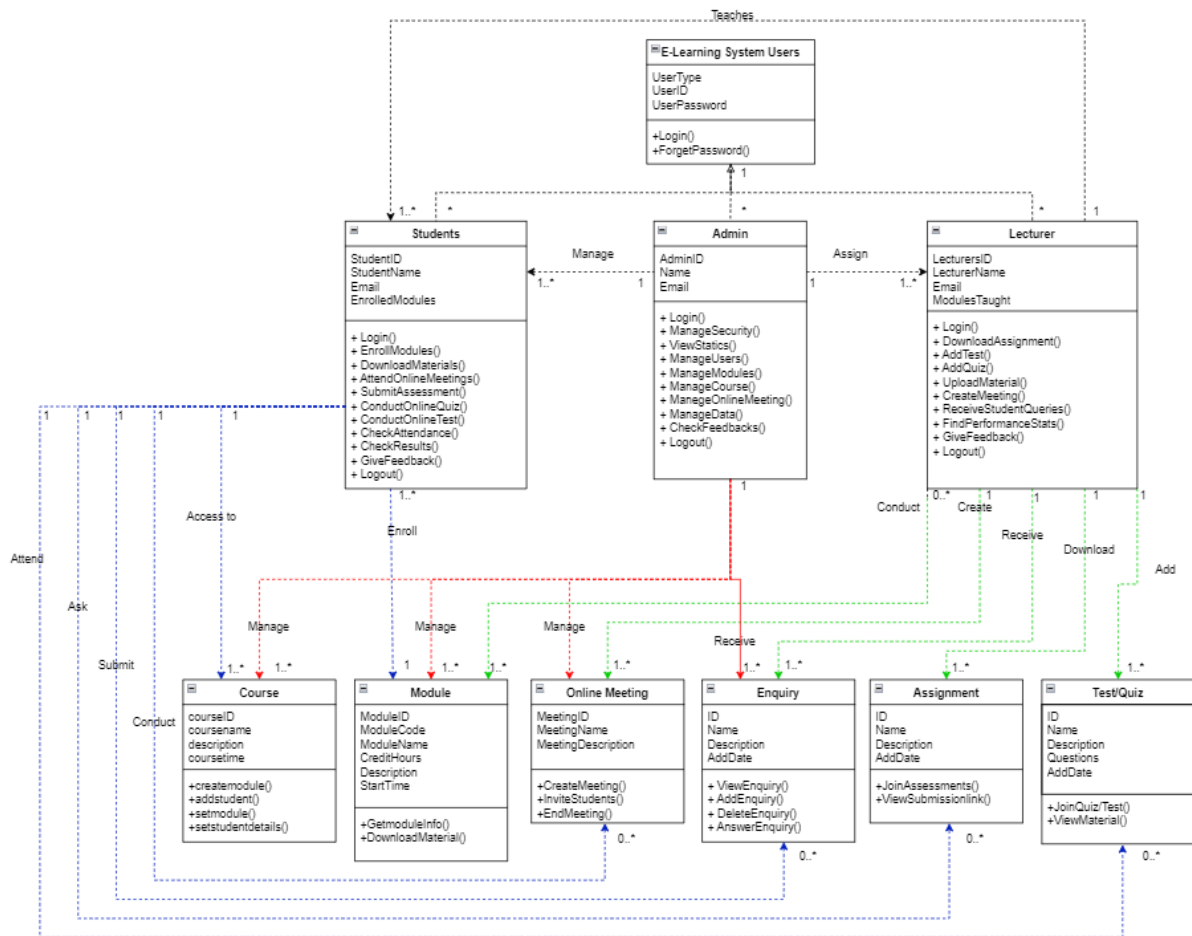 Teaches
E-Learning System Users
UserType
UserID
UserPassword
+Login()
+ForgetPassword()
1
1..*
*
*
*
1
Students
StudentID
StudentName
Email
EnrolledModules
+ Login()
+ EnrollModules()
+ DownloadMaterials()
+ AttendOnlineMeetings()
+ SubmitAssessment()
+ ConductOnlineQuiz()
+ ConductOnlineTest()
+ CheckAttendance()
+ CheckResults()
+ GiveFeedback()
+ Logout()
Manage
1..*
1
Admin
AdminID
Name
Email
+ Login()
+ ManageSecurity()
+ ViewStatics()
+ ManageUsers()
+ ManageModules()
+ ManageCourse()
+ ManegeOnlineMeeting()
+ ManageData()
+ CheckFeedbacks()
+ Logout()
Assign
1
1..*
Lecturer
LecturersID
LecturerName
Email
ModulesTaught
+ Login()
+ DownloadAssignment()
+ AddTest()
+ AddQuiz()
+ UploadMaterial()
+ CreateMeeting()
+ ReceiveStudentQueries()
+ FindPerformanceStats()
+ GiveFeedback()
+ Logout()
1
1
1
1
1
1..*
1
0..*
1
1
1
1
Access to
Enroll
Conduct
Create
Receive
Download
Add
Attend
Ask
Submit
Conduct
Manage
Manage
Manage
Receive
1..*
1..*
1
1..*
1..*
1..*
1..*
1..*
1..*
1..*
Course
courseID
coursename
description
coursetime
+createmodule()
+addstudent()
+setmodule()
+setstudentdetails()
Module
ModuleID
ModuleCode
ModuleName
CreditHours
Description
StartTime
+GetmoduleInfo()
+DownloadMaterial()
Online Meeting
MeetingID
MeetingName
MeetingDescription
+CreateMeeting()
+InviteStudents()
+EndMeeting()
Enquiry
ID
Name
Description
AddDate
+ ViewEnquiry()
+ AddEnquiry()
+ DeleteEnquiry()
+ AnswerEnquiry()
Assignment
ID
Name
Description
AddDate
+JoinAssessments()
+ViewSubmissionlink()
Test/Quiz
ID
Name
Description
Questions
AddDate
+JoinQuiz/Test()
+ViewMaterial()
0..*
0..*
0..*
0..*